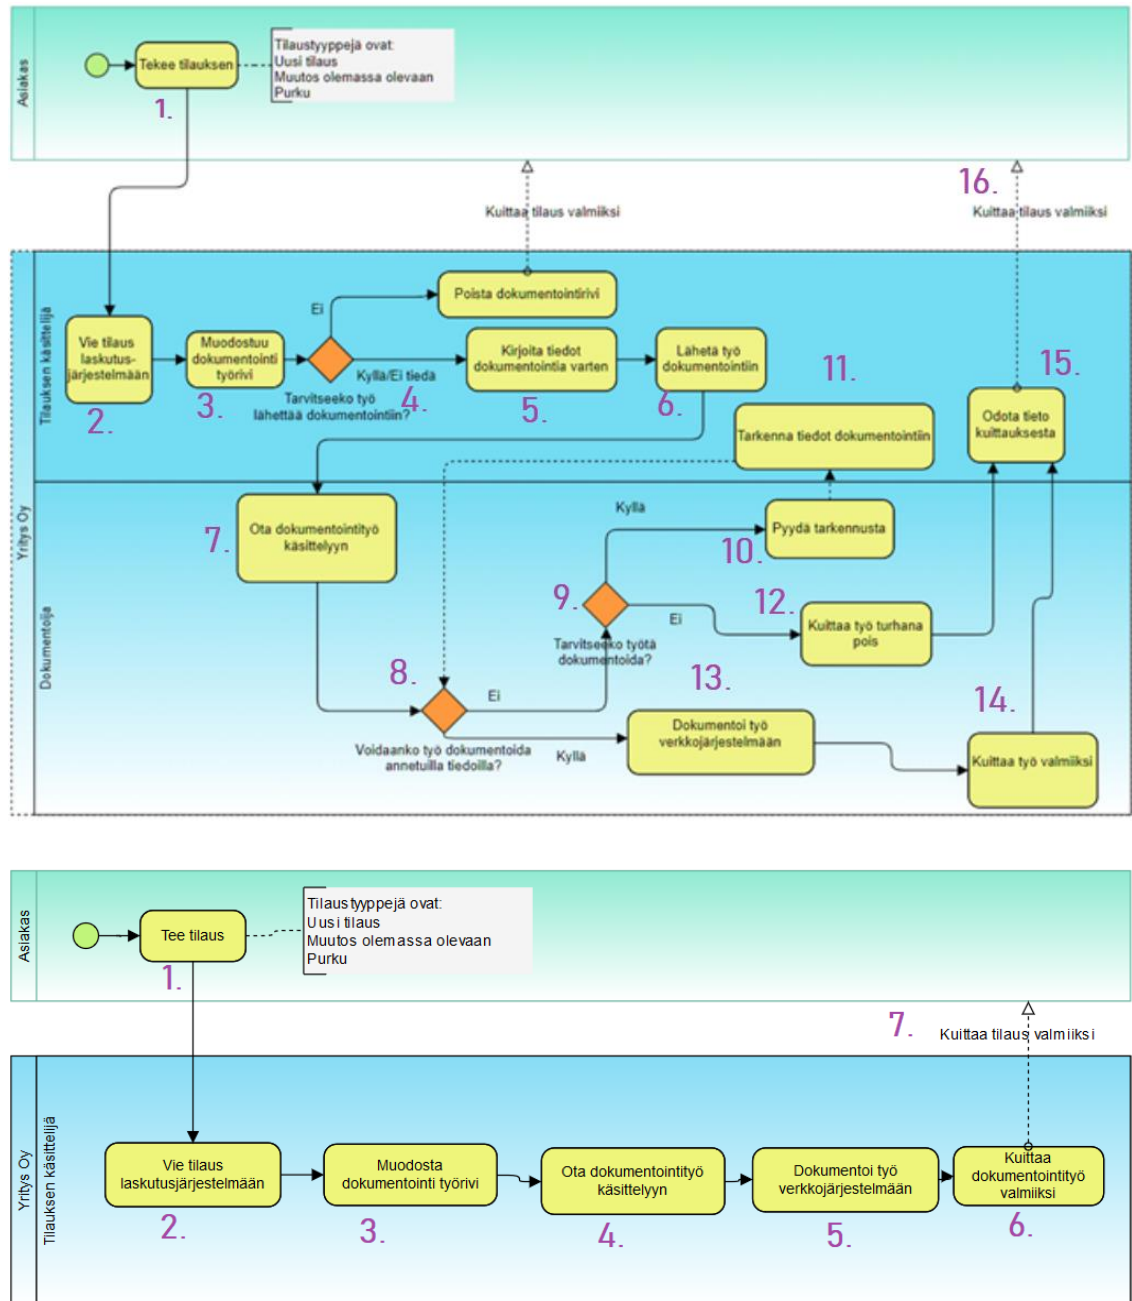 Asiakas
Tekee tilauksen
1.
Tilaustyyppejä ovat:
Uusi tilaus
Muutos olemassa olevaan
Purku
16.
Kuittaa tilaus valmiiksi
Kuittaa tilaus valmiiksi
Yritys Oy
Tilauksen käsittelijä
Vie tilaus
laskutus-
järjestelmään
2.
Muodostuu
dokumentointi
työrivi
3.
Ei
Poista dokumentointirivi
Kyllä/Ei tiedä
4.
Tarvitseeko työ
lähettää dokumentointiin?
Kirjoita tiedot
dokumentointia varten
5.
Lähetä työ
dokumentointiin
6.
11.
Tarkenna tiedot dokumentointiin
15.
Odota tieto
kuittauksesta
Dokumentoija
7.
Ota dokumentointityö
käsittelyyn
Kyllä
10.
Pyydä tarkennusta
9.
Tarvitseeko työtä
dokumentoida?
Ei
12.
Kuittaa työ turhana
pois
8.
Ei
Voidaanko työ dokumentoida
annetuilla tiedoilla?
Kyllä
13.
Dokumentoi työ
verkkojärjestelmään
14.
Kuittaa työ valmiiksi
Asiakas
Tee tilaus
1.
Tilaustyyppejä ovat:
Uusi tilaus
Muutos olemassa olevaan
Purku
7.
Kuittaa tilaus valmiiksi
Yritys Oy
Tilauksen käsittelijä
Vie tilaus
laskutusjärjestelmään
2.
Muodosta
dokumentointi työrivi
3.
Ota dokumentointityö
käsittelyyn
4.
Dokumentoi työ
verkkojärjestelmään
5.
Kuittaa
dokumentointityö
valmiiksi
6.